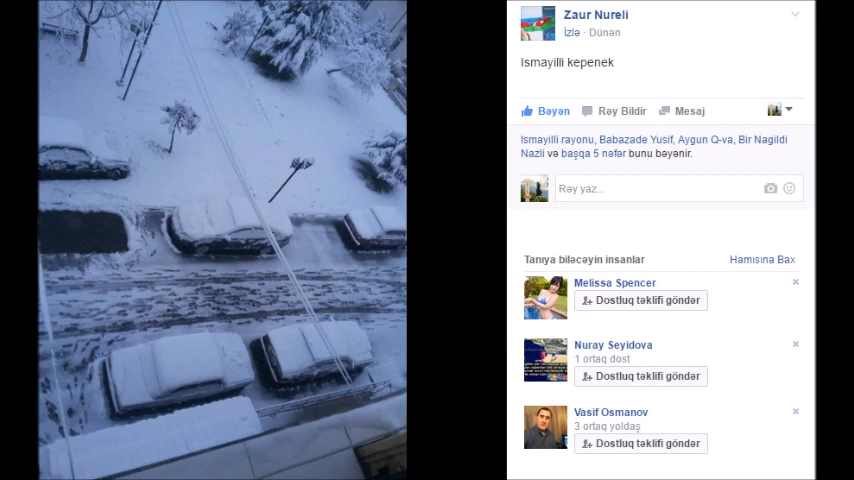 Zaur Nureli
İzlə · Dünən
Ismayilli kepenek
Bəyən Rəy Bildir Mesaj
Ismayilli rayonu, Babazade Yusif, Aygun Q-va, Bir Nagildi
Nazli və başqa 5 nəfər bunu bəyənir.
Rəy yaz...
Tanıya biləcəyin insanlar Hamısına Bax
Melissa Spencer
Dostluq təklifi göndər
Nuray Seyidova
1 ortaq dost
Dostluq təklifi göndər
Vasif Osmanov
3 ortaq yoldaş
Dostluq təklifi göndər